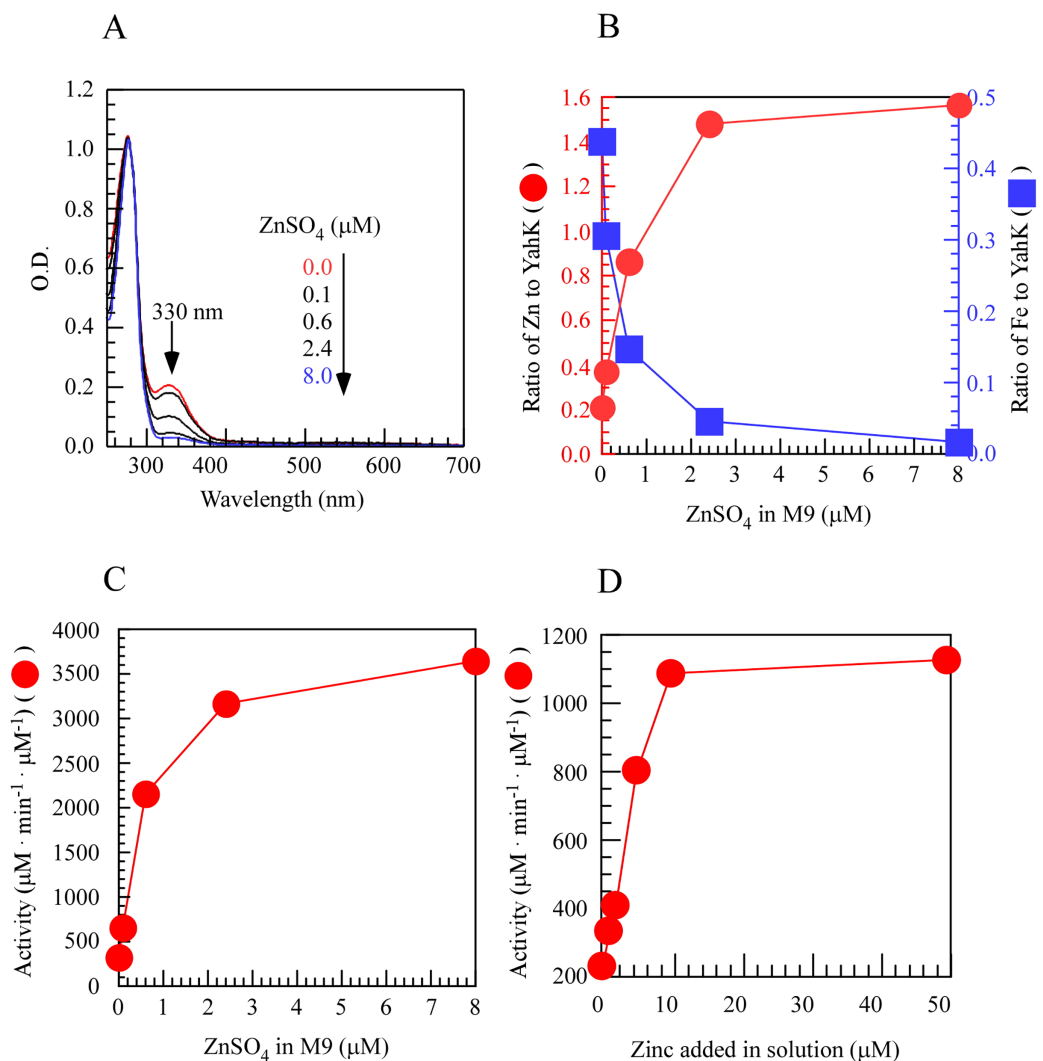 A
1.2
1.0
0.8
0.6
0.4
0.2
0.0
O.D.
330 nm
ZnSO4 (μM)
0.0
0.1
0.6
2.4
8.0
300 400 500 600 700
Wavelength (nm)
B
1.6
1.4
1.2
1.0
0.8
0.6
0.4
0.2
0.0
Ratio of Zn to YahK ( )
0.5
0.4
0.3
0.2
0.1
0.0
Ratio of Fe to YahK ( )
0 1 2 3 4 5 6 7 8
ZnSO4 in M9 (μM)
C
4000
3500
3000
2500
2000
1500
1000
500
0
Activity (μM · min-1 · μM-1) ( )
0 1 2 3 4 5 6 7 8
ZnSO4 in M9 (μM)
D
1200
1000
800
600
400
200
Activity (μM · min-1 · μM-1) ( )
0 10 20 30 40 50
Zinc added in solution (μM)